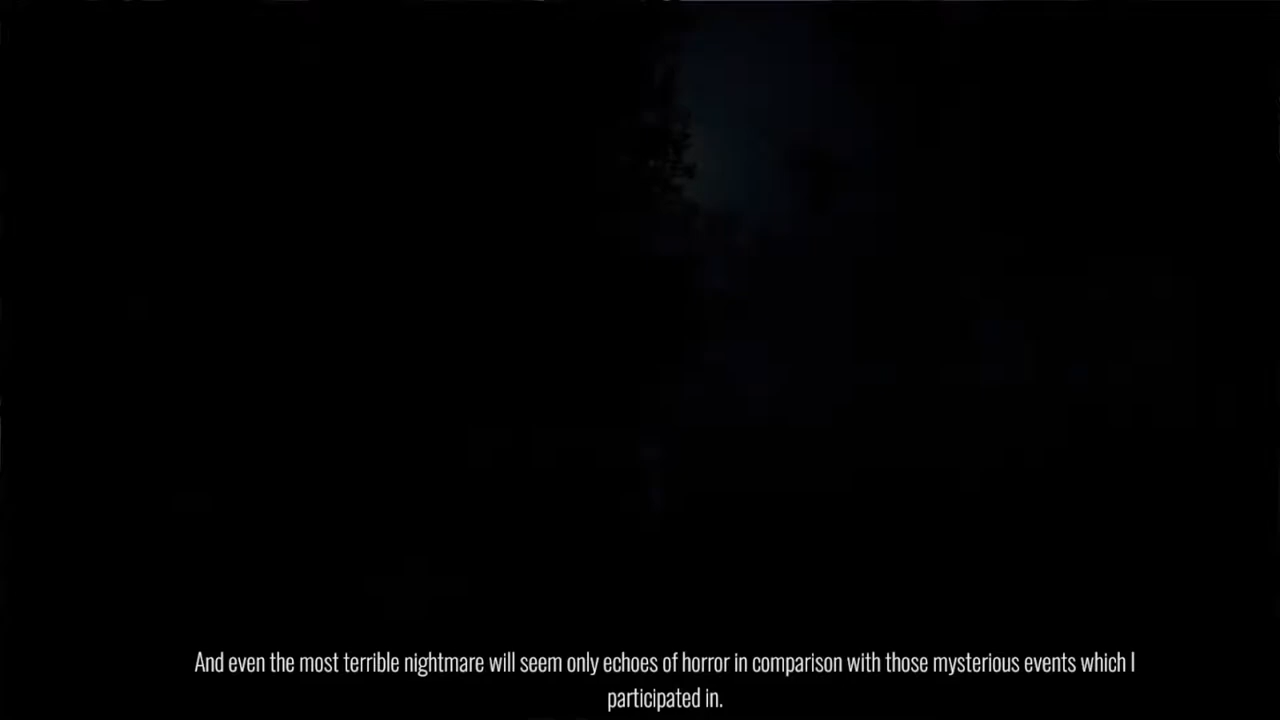 And even the most terrible nightmare will seem only echoes of horror in comparison with those mysterious events which I
participated in.